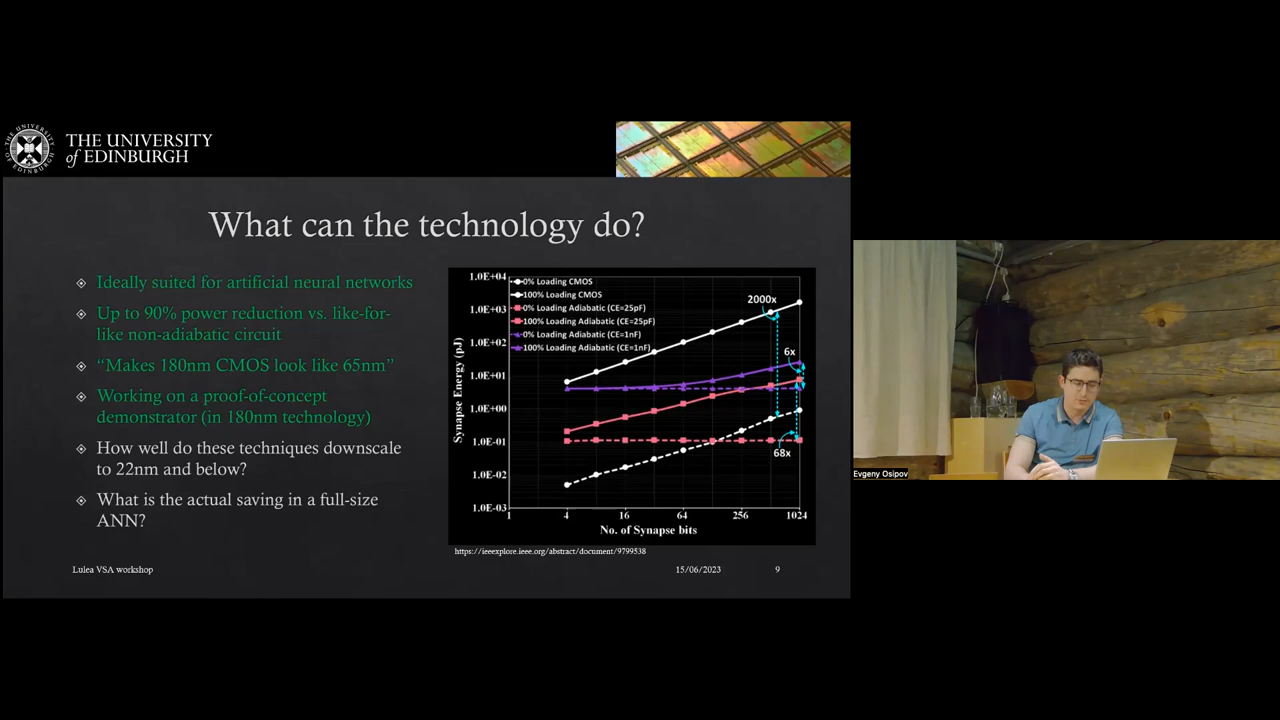 THE UNIVERSITY
of EDINBURGH
What can the technology do?
Ideally suited for artificial neural networks
Up to 90% power reduction vs. like-for-
like non-adiabatic circuit
“Makes 180nm CMOS look like 65nm”
Working on a proof-of-concept
demonstrator (in 180nm technology)
How well do these techniques downscale
to 22nm and below?
What is the actual saving in a full-size
ANN?
Synapse Energy (pJ)
1.0E+04
1.0E+03
1.0E+02
1.0E+01
1.0E+00
1.0E-01
1.0E-02
1.0E-03
0% Loading CMOS
100% Loading CMOS
0% Loading Adiabatic (CE=25pF)
100% Loading Adiabatic (CE=25pF)
0% Loading Adiabatic (CE=1nF)
100% Loading Adiabatic (CE=1nF)
2000x
6x
68x
1 4 16 64 256 1024
No. of Synapse bits
https://ieeexplore.ieee.org/abstract/document/9799538
Lulea VSA workshop 15/06/2023 9
Evgeny Osipov